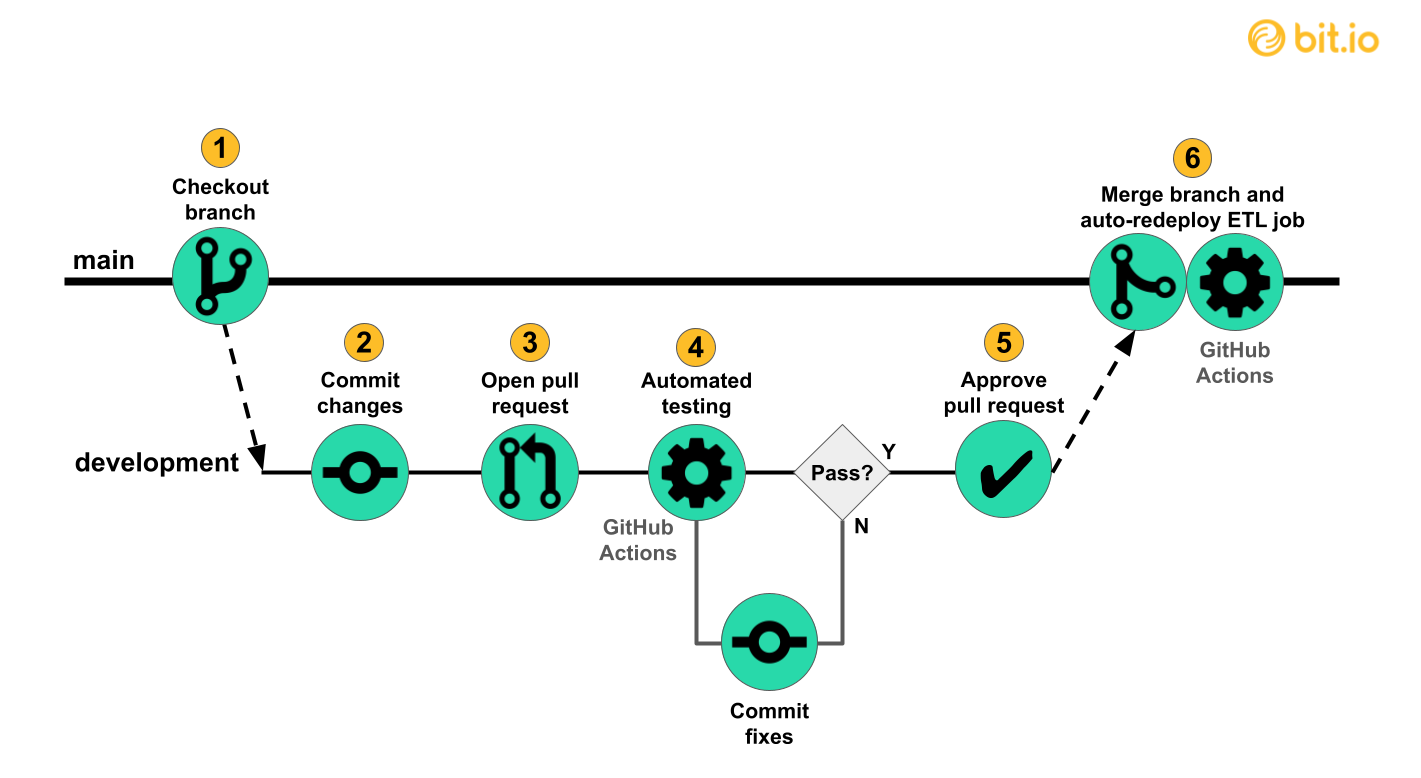 bit.io
1
Checkout
branch
main
6
Merge branch and
auto-redeploy ETL job
GitHub
Actions
development
2
Commit
changes
3
Open pull
request
4
Automated
testing
GitHub
Actions
Pass?
Y
N
5
Approve
pull request
Commit
fixes